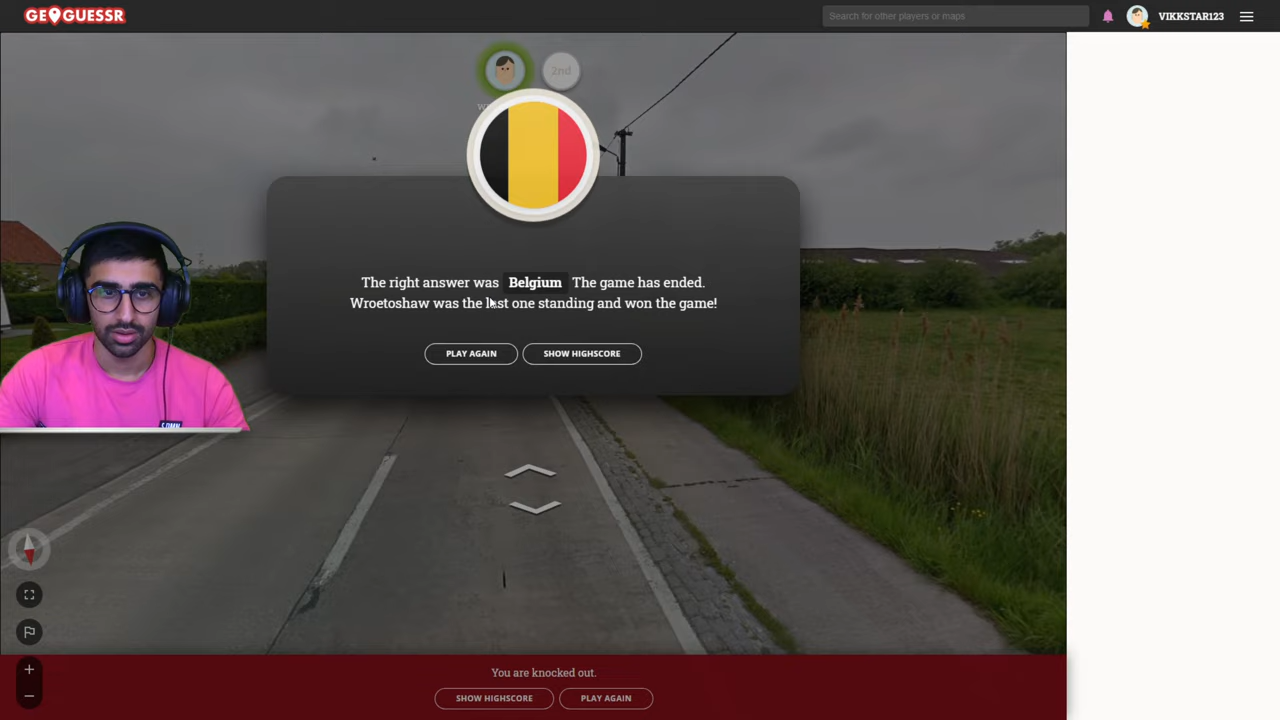 GEOGUESSR
Search for other players or maps
VIKKSTAR123
2nd
The right answer was Belgium The game has ended.
Wroetoshaw was the last one standing and won the game!
PLAY AGAIN
SHOW HIGHSCORE
SDMN
You are knocked out.
SHOW HIGHSCORE
PLAY AGAIN